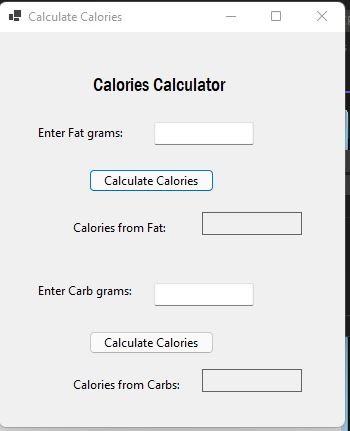 Calculate Calories
Calories Calculator
Enter Fat grams:
Calculate Calories
Calories from Fat:
Enter Carb grams:
Calculate Calories
Calories from Carbs: